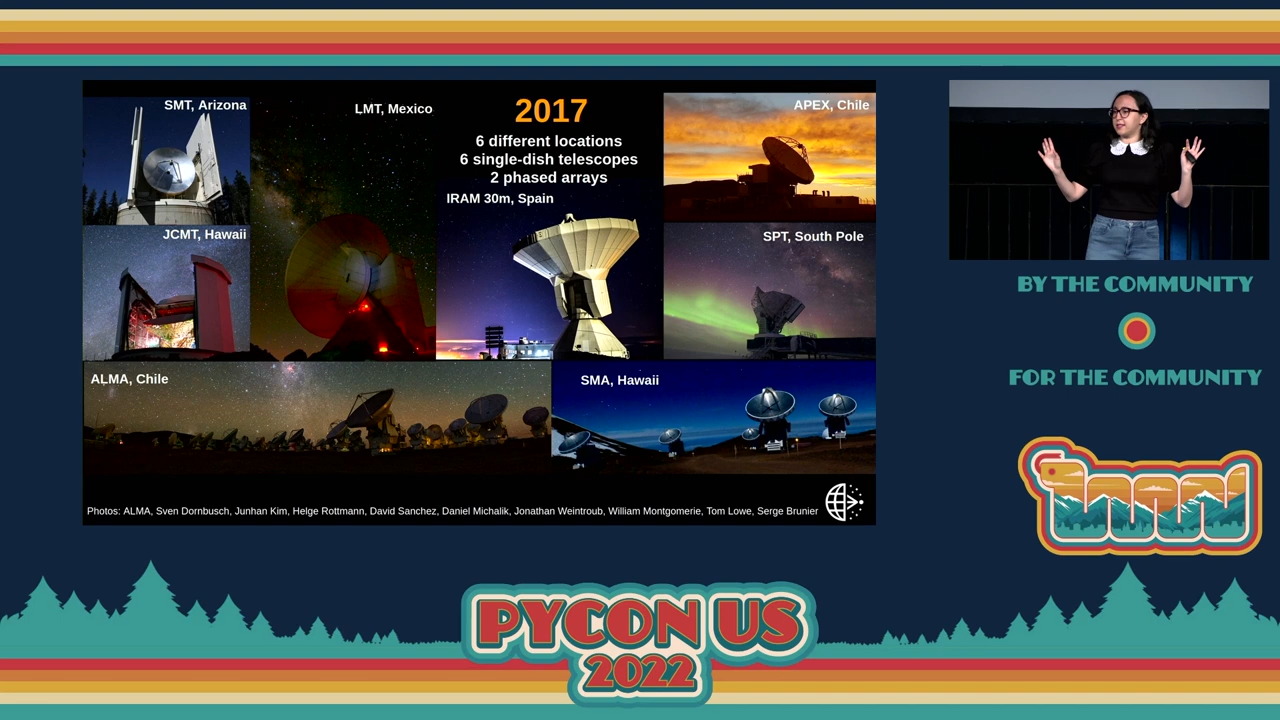 SMT, Arizona
LMT, Mexico
2017
6 different locations
6 single-dish telescopes
2 phased arrays
IRAM 30m, Spain
APEX, Chile
JCMT, Hawaii
SPT, South Pole
ALMA, Chile
SMA, Hawaii
Photos: ALMA, Sven Dornbusch, Junhan Kim, Helge Rottmann, David Sanchez, Daniel Michalik, Jonathan Weintroub, William Montgomerie, Tom Lowe, Serge Brunier
BY THE COMMUNITY
FOR THE COMMUNITY
PYCON US
2022